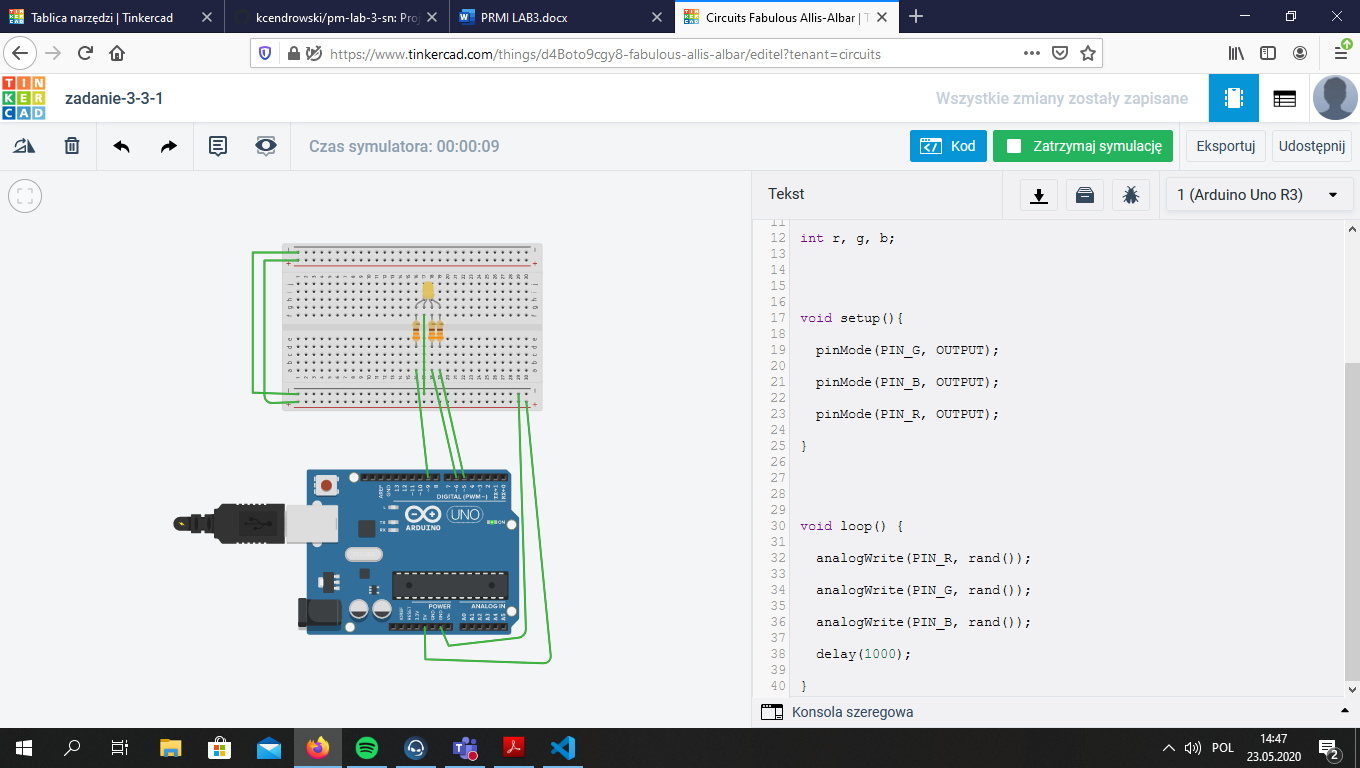 Tablica narzędzi | Tinkercad
kcendrowski/pm-lab-3-sn: Proj
PRMI LAB3.docx
Circuits Fabulous Allis-Albar | T
https://www.tinkercad.com/things/d4Boto9cgy8-fabulous-allis-albar/editel?tenant=circuits
TIN
KER
CAD
zadanie-3-3-1
Wszystkie zmiany zostały zapisane
Czas symulatora: 00:00:09
Kod
Zatrzymaj symulację
Eksportuj
Udostępnij
Tekst
1 (Arduino Uno R3)
11
12 int r, g, b;
13
14
15
16
17 void setup(){
18
19 pinMode(PIN_G, OUTPUT);
20
21 pinMode(PIN_B, OUTPUT);
22
23 pinMode(PIN_R, OUTPUT);
24
25 }
26
27
28
29
30 void loop() {
31
32 analogWrite(PIN_R, rand());
33
34 analogWrite(PIN_G, rand());
35
36 analogWrite(PIN_B, rand());
37
38 delay(1000);
39
40 }
DIGITAL (PWM~)
UNO
ARDUINO
ON
POWER
ANALOG IN
Konsola szeregowa
POL
14:47
23.05.2020
2